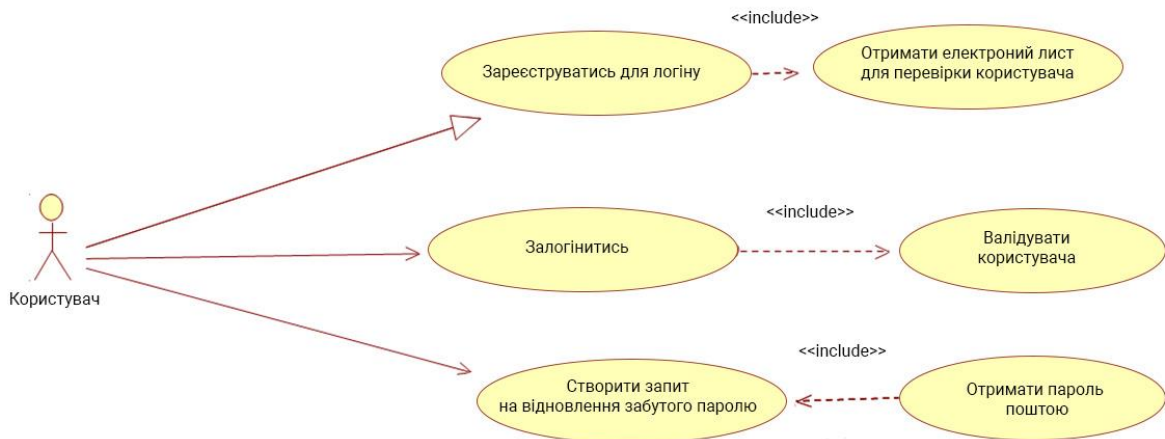 <<include>>
Зареєструватись для логіну
Отримати електроний лист
для перевірки користувача
<<include>>
Залогінитись
Валідувати
користувача
Користувач
<<include>>
Створити запит
на відновлення забутого паролю
Отримати пароль
поштою